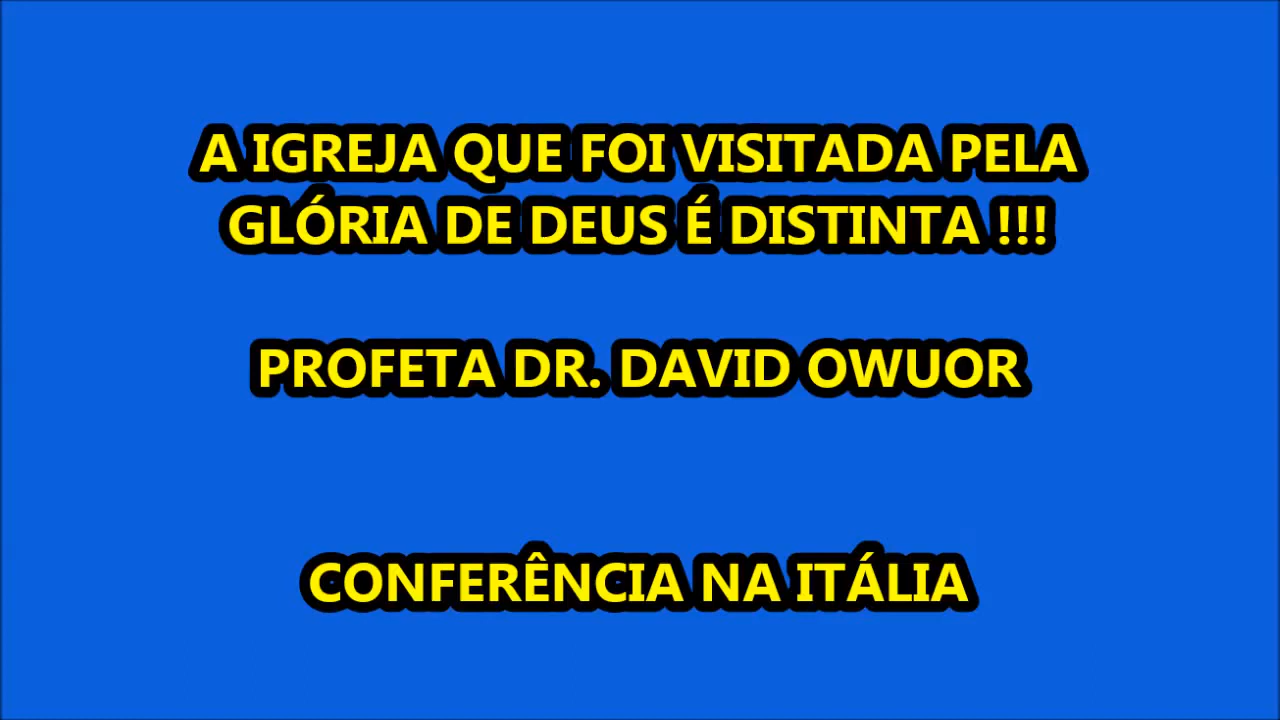 A IGREJA QUE FOI VISITADA PELA
GLÓRIA DE DEUS É DISTINTA !!!
PROFETA DR. DAVID OWUOR
CONFERÊNCIA NA ITÁLIA